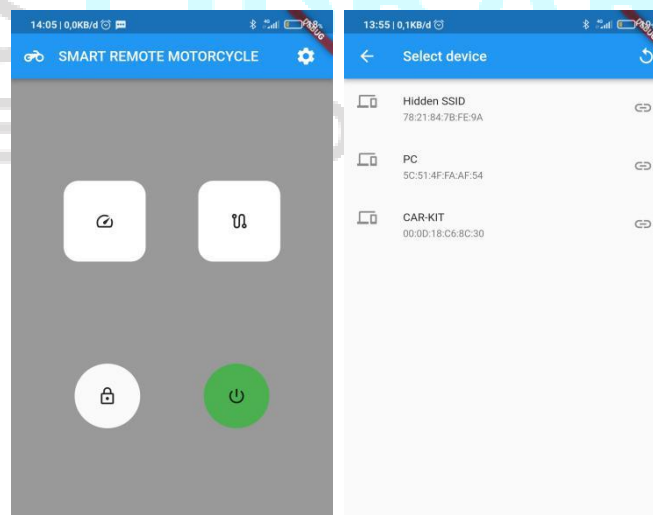 14:05 | 0,0KB/d
SMART REMOTE MOTORCYCLE
13:55 | 0,1KB/d
Select device
Hidden SSID
78:21:84:7B:FE:9A
PC
5C:51:4F:FA:AF:54
CAR-KIT
00:0D:18:C6:8C:30